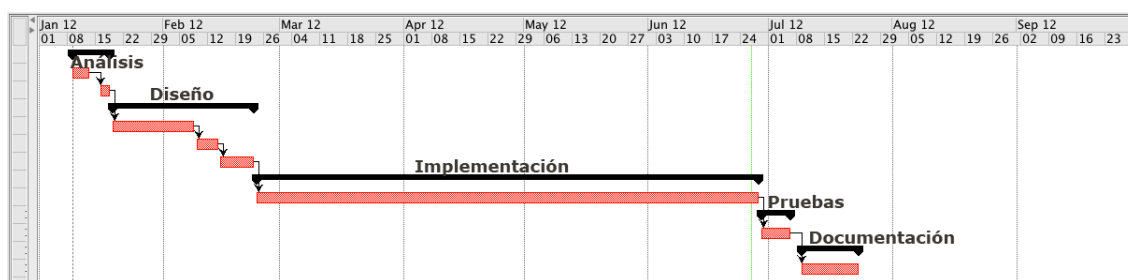 Jan 12 Feb 12 Mar 12 Apr 12 May 12 Jun 12 Jul 12 Aug 12 Sep 12
01 08 15 22 29 05 12 19 26 04 11 18 25 01 08 15 22 29 06 13 20 27 03 10 17 24 01 08 15 22 29 05 12 19 26 02 09 16 23
Análisis
Diseño
Implementación
Pruebas
Documentación